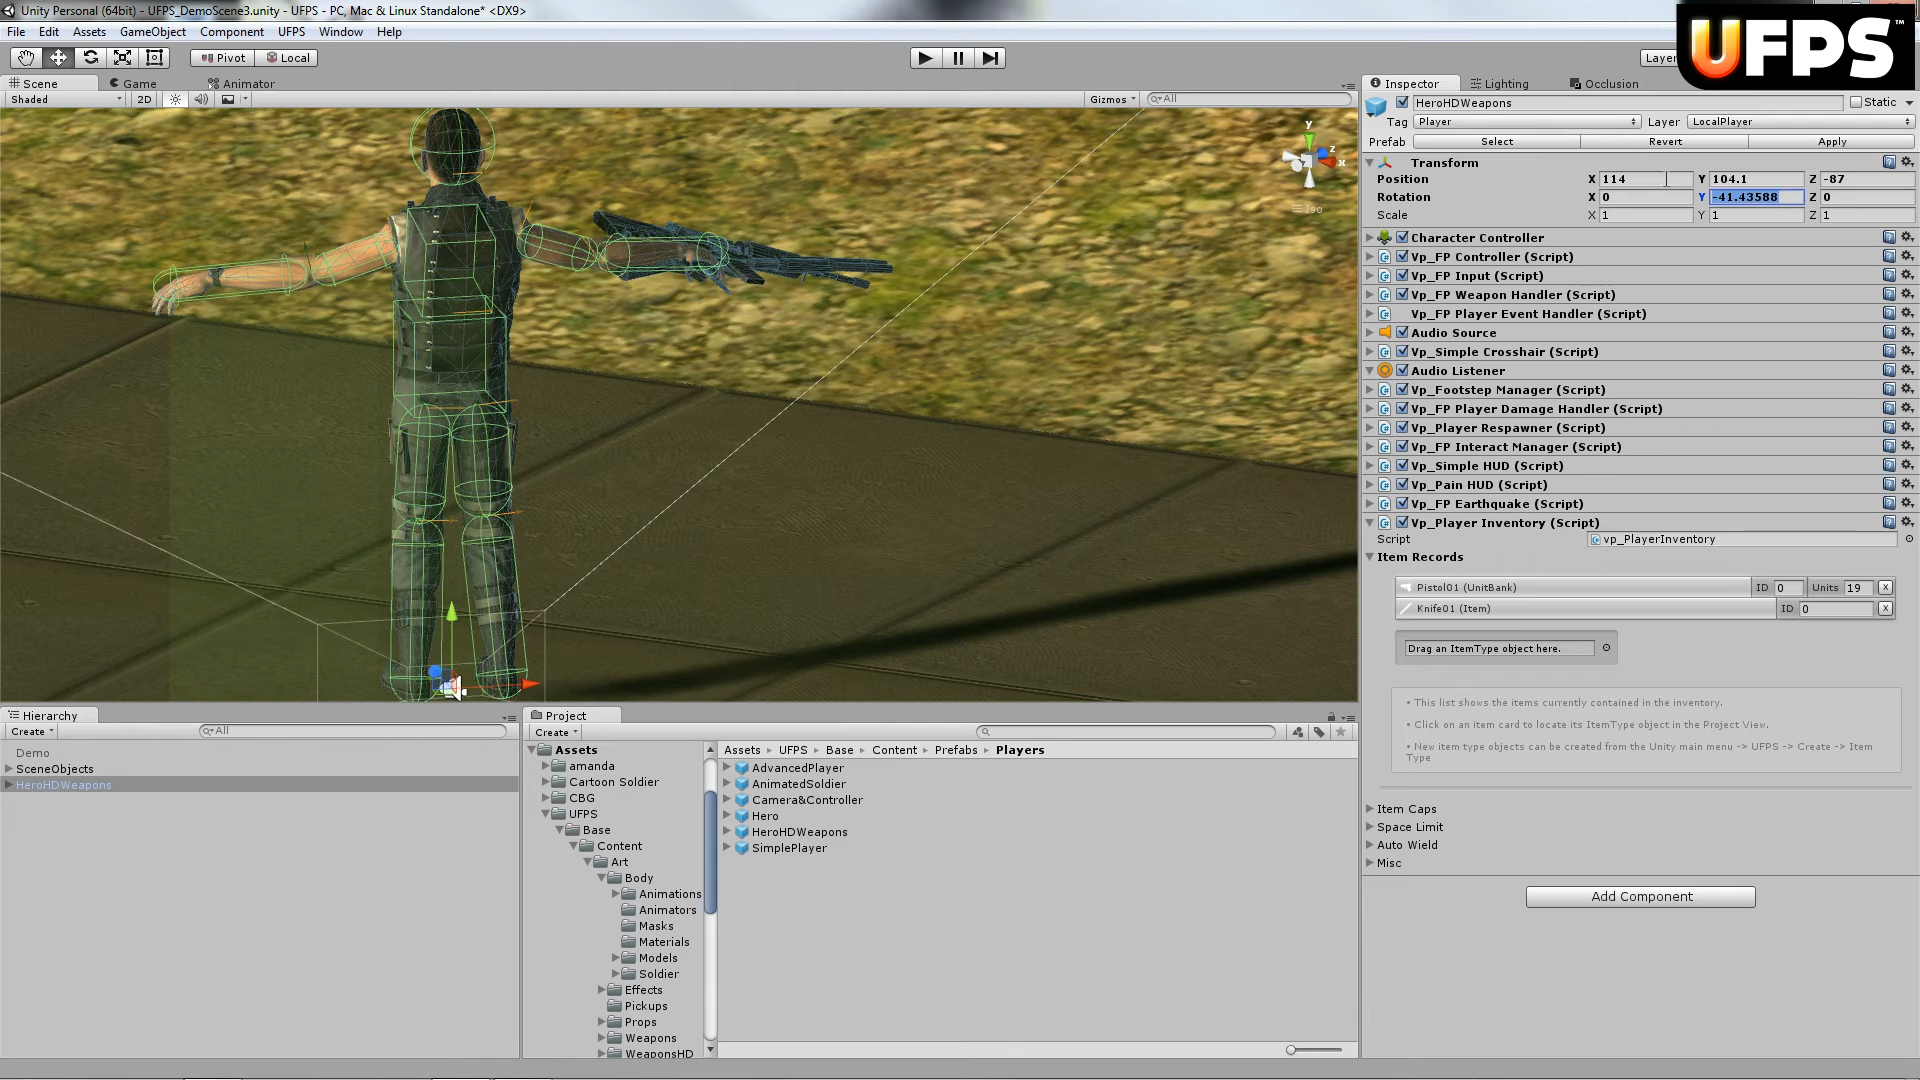 Unity Personal (64bit) - UFPS_DemoScene3.unity - UFPS - PC, Mac & Linux Standalone* <DX9>
File Edit Assets GameObject Component UFPS Window Help
Pivot Local
UFPS™
Scene Game Animator
Shaded 2D Gizmos All
y
z
x
Iso
Inspector Lighting Occlusion
HeroHDWeapons Static
Tag Player Layer LocalPlayer
Prefab Select Revert Apply
Transform
Position X 114 Y 104.1 Z -87
Rotation X 0 Y -41.43588 Z 0
Scale X 1 Y 1 Z 1
Character Controller
Vp_FP Controller (Script)
Vp_FP Input (Script)
Vp_FP Weapon Handler (Script)
Vp_FP Player Event Handler (Script)
Audio Source
Vp_Simple Crosshair (Script)
Audio Listener
Vp_Footstep Manager (Script)
Vp_FP Player Damage Handler (Script)
Vp_Player Respawner (Script)
Vp_FP Interact Manager (Script)
Vp_Simple HUD (Script)
Vp_Pain HUD (Script)
Vp_FP Earthquake (Script)
Vp_Player Inventory (Script)
Script vp_PlayerInventory
Item Records
Pistol01 (UnitBank) ID 0 Units 19 X
Knife01 (Item) ID 0 X
Drag an ItemType object here.
• This list shows the items currently contained in the inventory.
• Click on an item card to locate its ItemType object in the Project View.
• New item type objects can be created from the Unity main menu -> UFPS -> Create -> Item
Type
Item Caps
Space Limit
Auto Wield
Misc
Add Component
Hierarchy
Create All
Demo
SceneObjects
HeroHDWeapons
Project
Create
Assets
amanda
Cartoon Soldier
CBG
UFPS
Base
Content
Art
Body
Animations
Animators
Masks
Materials
Models
Soldier
Effects
Pickups
Props
Weapons
WeaponsHD
Assets UFPS Base Content Prefabs Players
AdvancedPlayer
AnimatedSoldier
Camera&Controller
Hero
HeroHDWeapons
SimplePlayer